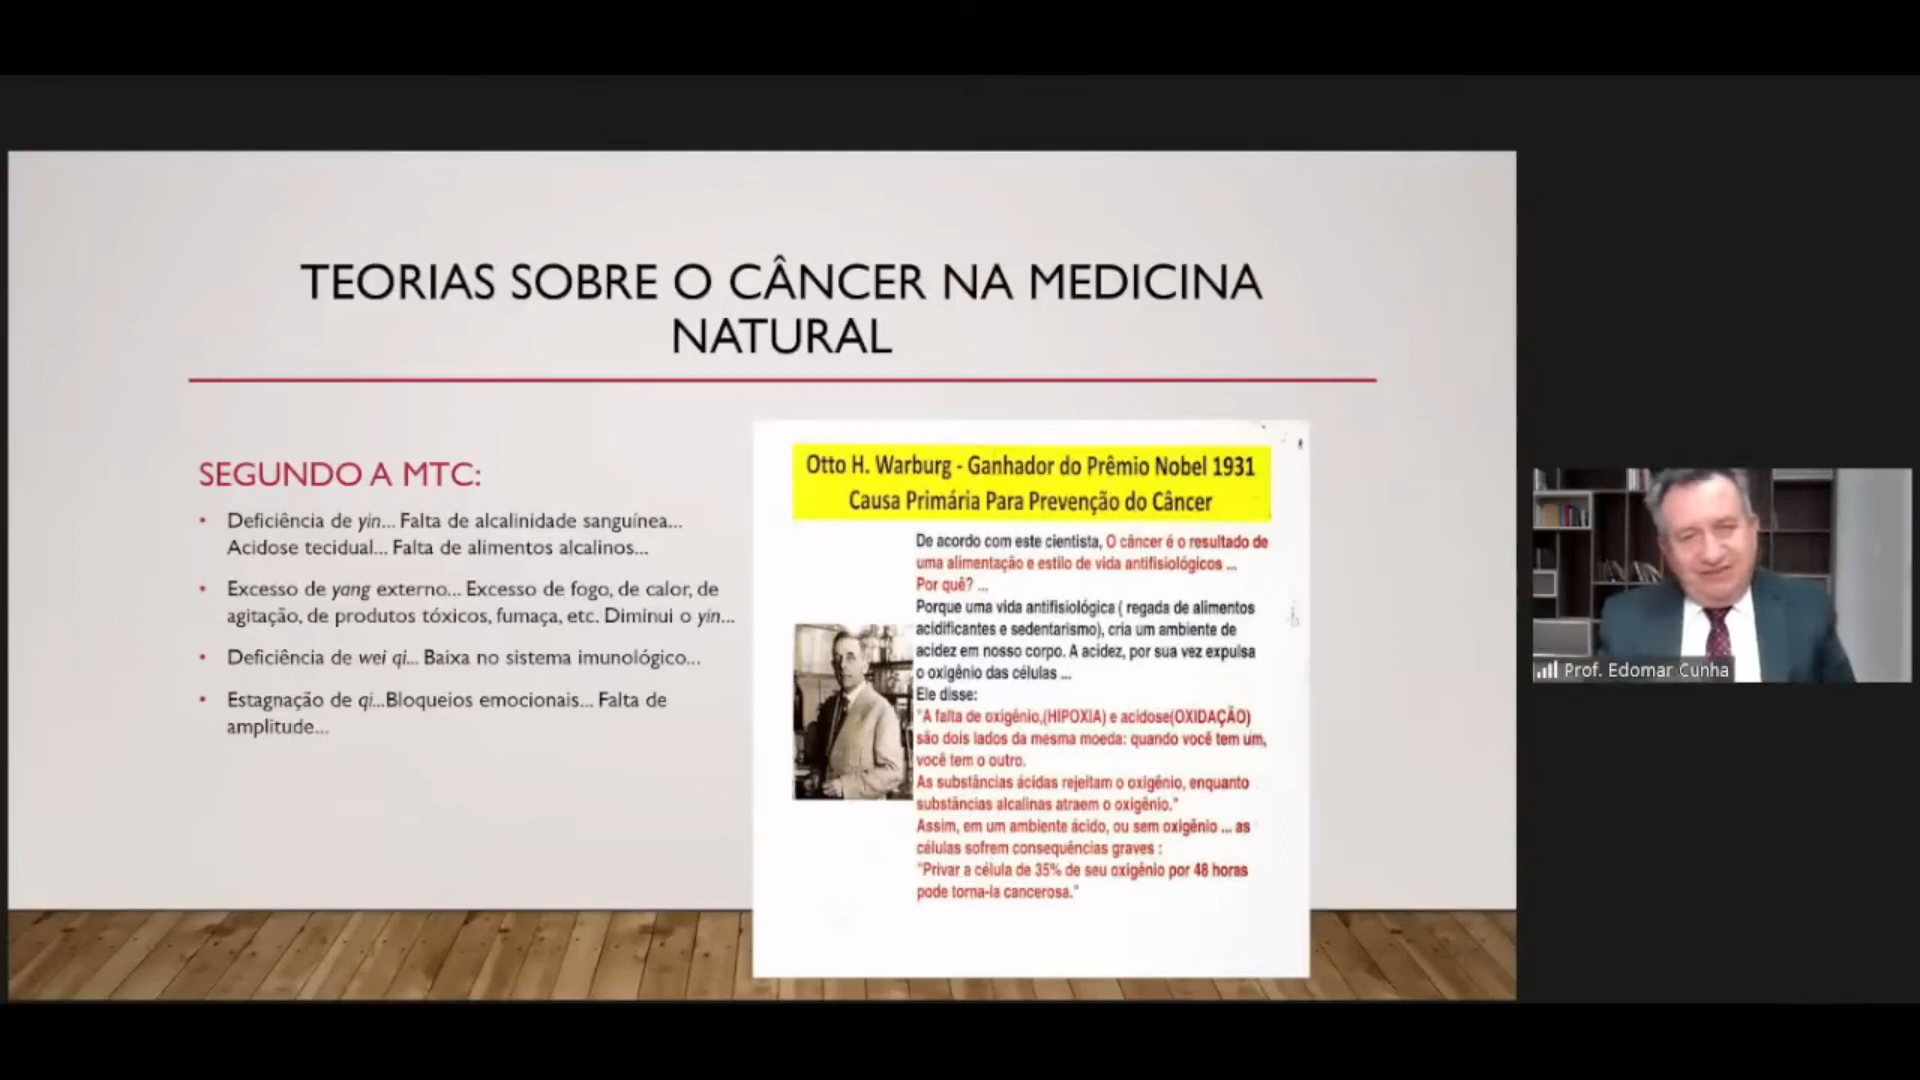 TEORIAS SOBRE O CÂNCER NA MEDICINA
NATURAL
SEGUNDO A MTC:
• Deficiência de yin... Falta de alcalinidade sanguínea...
Acidose tecidual... Falta de alimentos alcalinos...
• Excesso de yang externo... Excesso de fogo, de calor, de
agitação, de produtos tóxicos, fumaça, etc. Diminui o yin...
• Deficiência de wei qi... Baixa no sistema imunológico...
• Estagnação de qi...Bloqueios emocionais... Falta de
amplitude...
Otto H. Warburg - Ganhador do Prêmio Nobel 1931
Causa Primária Para Prevenção do Câncer
De acordo com este cientista, O câncer é o resultado de
uma alimentação e estilo de vida antifisiológicos ...
Por quê? ...
Porque uma vida antifisiológica ( regada de alimentos
acidificantes e sedentarismo), cria um ambiente de
acidez em nosso corpo. A acidez, por sua vez expulsa
o oxigênio das células ...
Ele disse:
"A falta de oxigênio,(HIPOXIA) e acidose(OXIDAÇÃO)
são dois lados da mesma moeda: quando você tem um,
você tem o outro.
As substâncias ácidas rejeitam o oxigênio, enquanto
substâncias alcalinas atraem o oxigênio."
Assim, em um ambiente ácido, ou sem oxigênio ... as
células sofrem consequências graves :
"Privar a célula de 35% de seu oxigênio por 48 horas
pode torna-la cancerosa."
Prof. Edomar Cunha